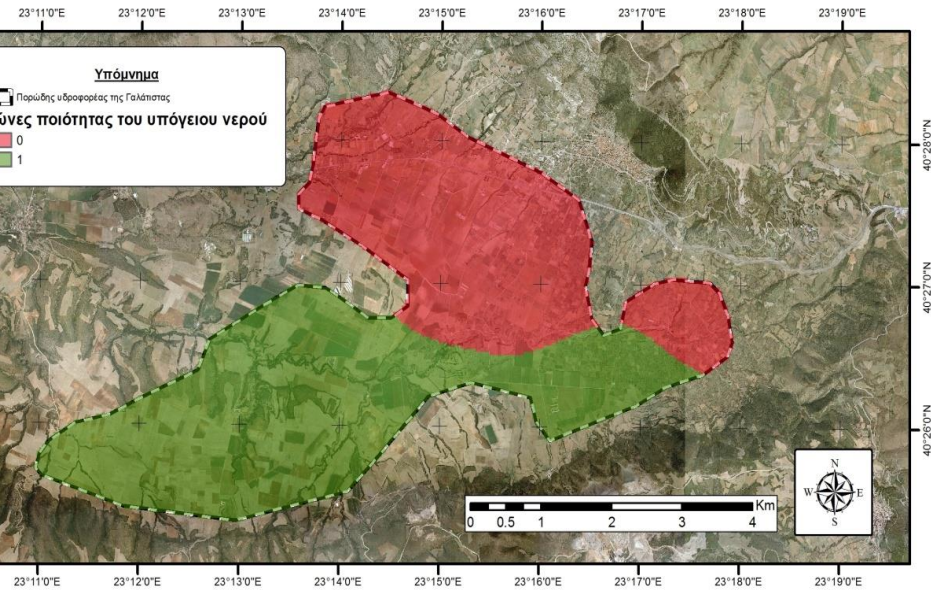 23°11'0"E 23°12'0"E 23°13'0"E 23°14'0"E 23°15'0"E 23°16'0"E 23°17'0"E 23°18'0"E 23°19'0"E
Υπόμνημα
Πορώδης υδροφορέας της Γαλάτιστας
ώνες ποιότητας του υπόγειου νερού
0
1
40°28'0"N
40°27'0"N
40°26'0"N
N
W E
S
Km
0 0.5 1 2 3 4
23°11'0"E 23°12'0"E 23°13'0"E 23°14'0"E 23°15'0"E 23°16'0"E 23°17'0"E 23°18'0"E 23°19'0"E